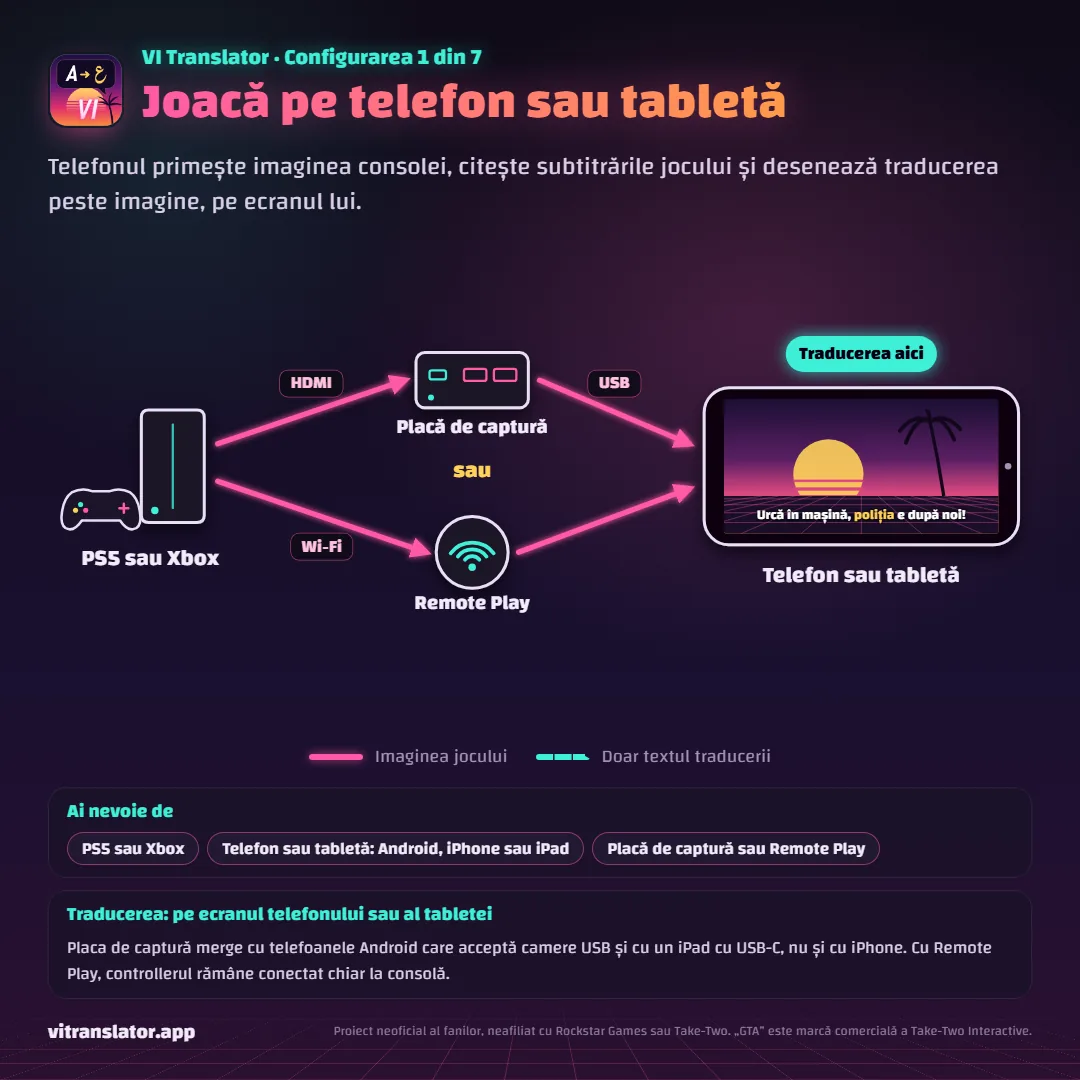 A→ع
VI
VI Translator · Configurarea 1 din 7
Joacă pe telefon sau tabletă
Telefonul primește imaginea consolei, citește subtitrările jocului și desenează traducerea
peste imagine, pe ecranul lui.
Traducerea aici
HDMI
USB
Placă de captură
sau
Urcă în mașină, poliția e după noi!
Wi-Fi
PS5 sau Xbox
Telefon sau tabletă
Remote Play
Imaginea jocului
Doar textul traducerii
Ai nevoie de
PS5 sau Xbox
Telefon sau tabletă: Android, iPhone sau iPad
Placă de captură sau Remote Play
Traducerea: pe ecranul telefonului sau al tabletei
Placa de captură merge cu telefoanele Android care acceptă camere USB și cu un iPad cu USB-C, nu și cu iPhone. Cu Remote
Play, controllerul rămâne conectat chiar la consolă.
vitranslator.app
Proiect neoficial al fanilor, neafiliat cu Rockstar Games sau Take-Two. „GTA” este marcă comercială a Take-Two Interactive.